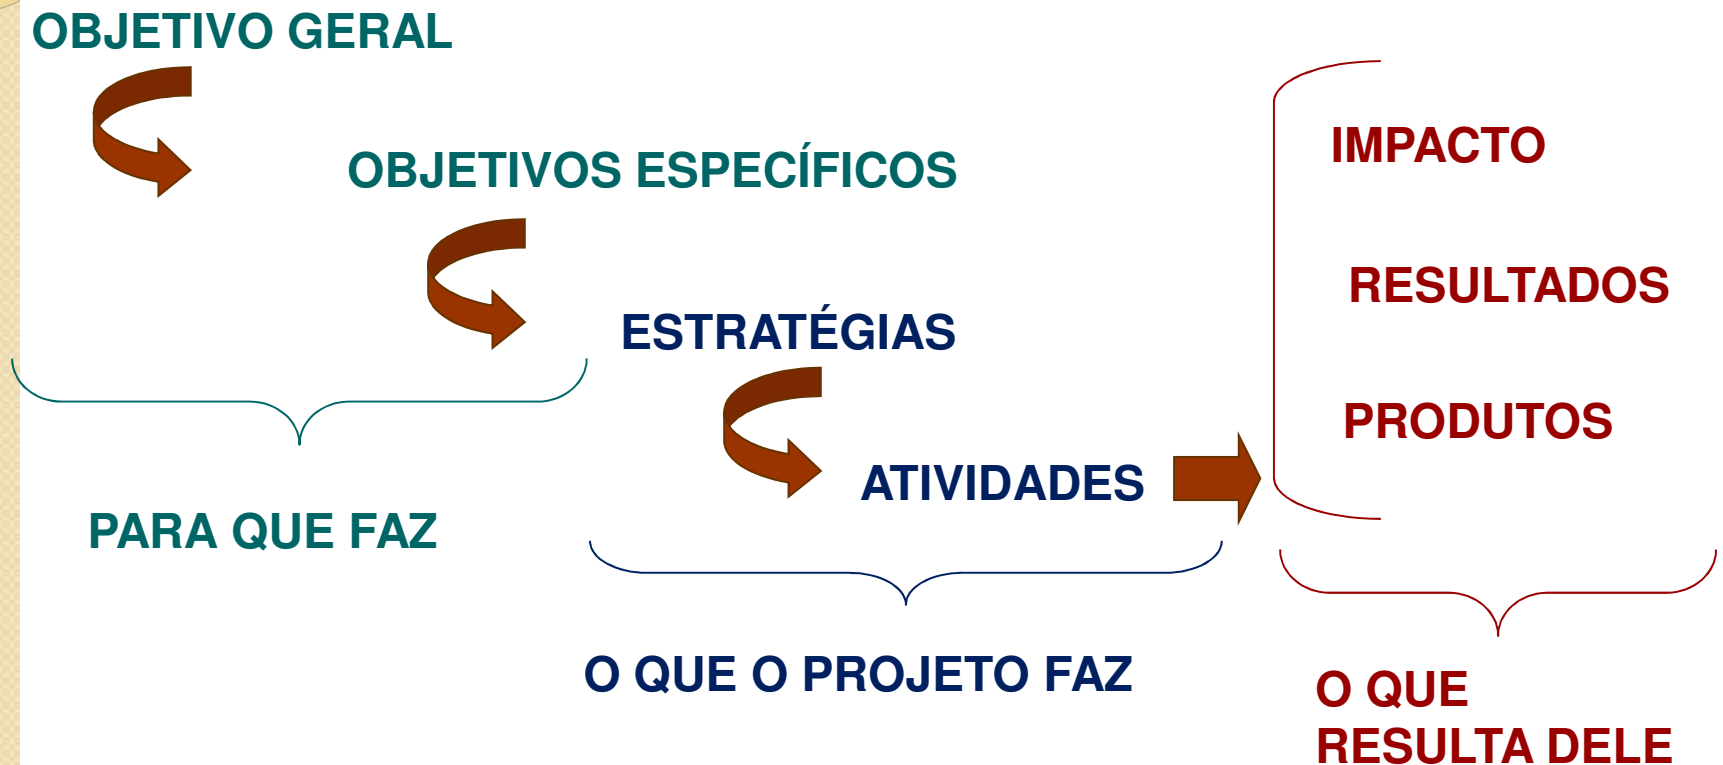 OBJETIVO GERAL
OBJETIVOS ESPECÍFICOS
ESTRATÉGIAS
ATIVIDADES
IMPACTO
RESULTADOS
PRODUTOS
PARA QUE FAZ
O QUE O PROJETO FAZ
O QUE
RESULTA DELE